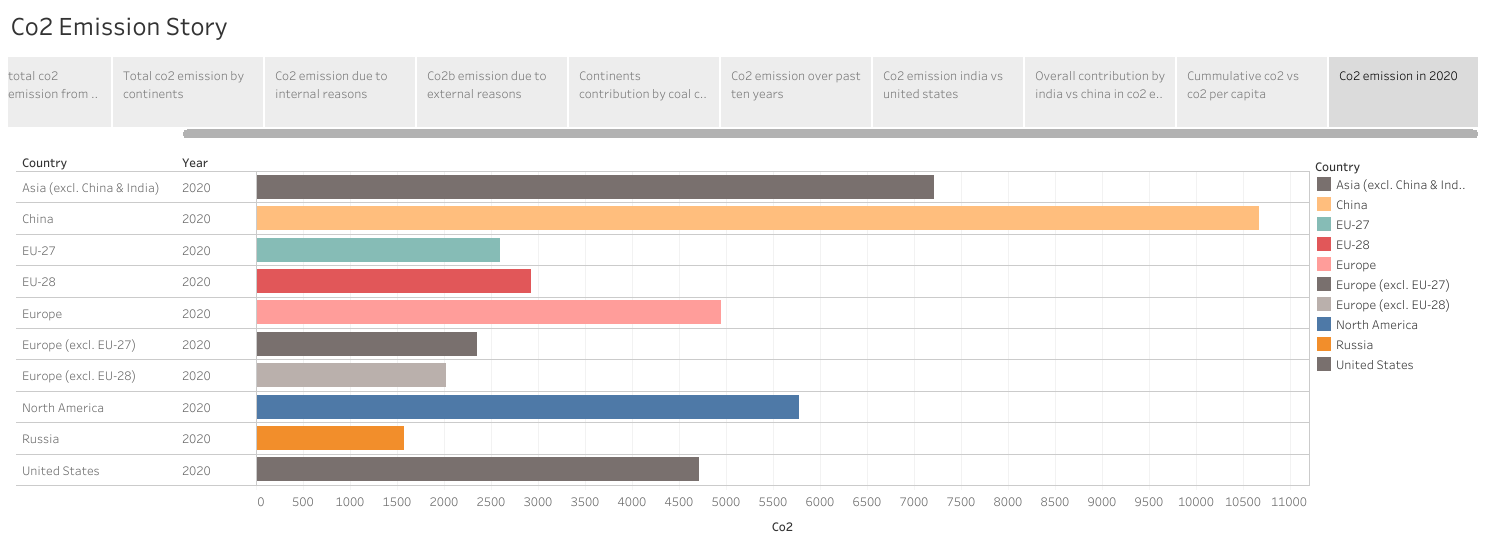 Co2 Emission Story
total co2
emission from ..
Total co2 emission by
continents
Co2 emission due to
internal reasons
Co2b emission due to
external reasons
Continents
contribution by coal c..
Co2 emission over past
ten years
Co2 emission india vs
united states
Overall contribution by
india vs china in co2 e..
Cummulative co2 vs
co2 per capita
Co2 emission in 2020
Country Year
Asia (excl. China & India) 2020
China 2020
EU-27 2020
EU-28 2020
Europe 2020
Europe (excl. EU-27) 2020
Europe (excl. EU-28) 2020
North America 2020
Russia 2020
United States 2020
0 500 1000 1500 2000 2500 3000 3500 4000 4500 5000 5500 6000 6500 7000 7500 8000 8500 9000 9500 10000 10500 11000
Co2
Country
Asia (excl. China & Ind..
China
EU-27
EU-28
Europe
Europe (excl. EU-27)
Europe (excl. EU-28)
North America
Russia
United States